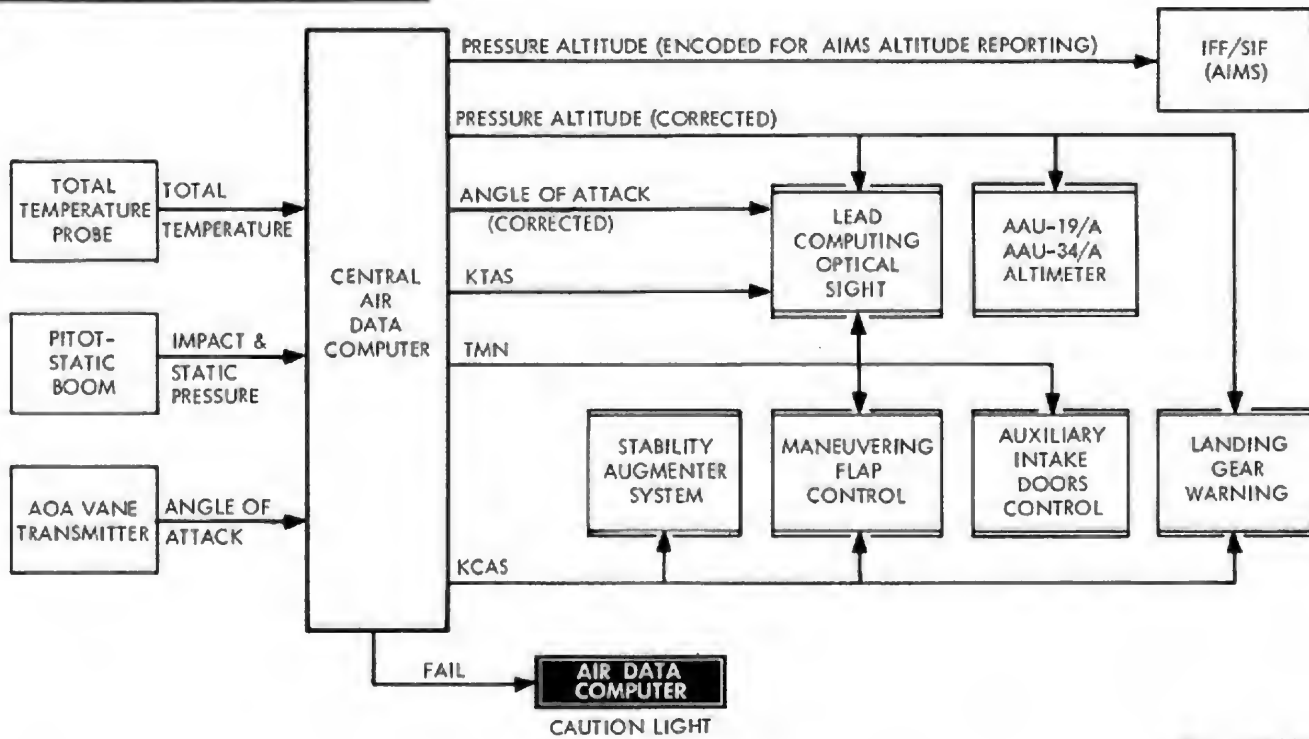 PRESSURE ALTITUDE (ENCODED FOR AIMS ALTITUDE REPORTING)
IFF/SIF
(AIMS)
PRESSURE ALTITUDE (CORRECTED)
TOTAL
TEMPERATURE
PROBE
TOTAL
TEMPERATURE
PITOT-
STATIC
BOOM
IMPACT &
STATIC
PRESSURE
AOA VANE
TRANSMITTER
ANGLE OF
ATTACK
CENTRAL
AIR
DATA
COMPUTER
ANGLE OF ATTACK
(CORRECTED)
KTAS
LEAD
COMPUTING
OPTICAL
SIGHT
AAU-19/A
AAU-34/A
ALTIMETER
TMN
STABILITY
AUGMENTER
SYSTEM
MANEUVERING
FLAP
CONTROL
AUXILIARY
INTAKE
DOORS
CONTROL
LANDING
GEAR
WARNING
KCAS
FAIL
AIR DATA
COMPUTER
CAUTION LIGHT